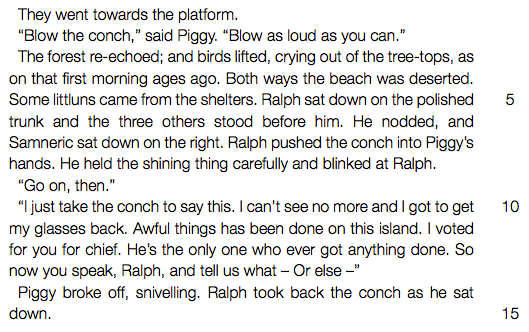 They went towards the platform.
“Blow the conch,” said Piggy. “Blow as loud as you can.”
The forest re-echoed; and birds lifted, crying out of the tree-tops, as
on that first morning ages ago. Both ways the beach was deserted.
Some littluns came from the shelters. Ralph sat down on the polished 5
trunk and the three others stood before him. He nodded, and
Samneric sat down on the right. Ralph pushed the conch into Piggy’s
hands. He held the shining thing carefully and blinked at Ralph.
“Go on, then.”
“I just take the conch to say this. I can’t see no more and I got to get 10
my glasses back. Awful things has been done on this island. I voted
for you for chief. He’s the only one who ever got anything done. So
now you speak, Ralph, and tell us what – Or else –”
Piggy broke off, snivelling. Ralph took back the conch as he sat
down. 15